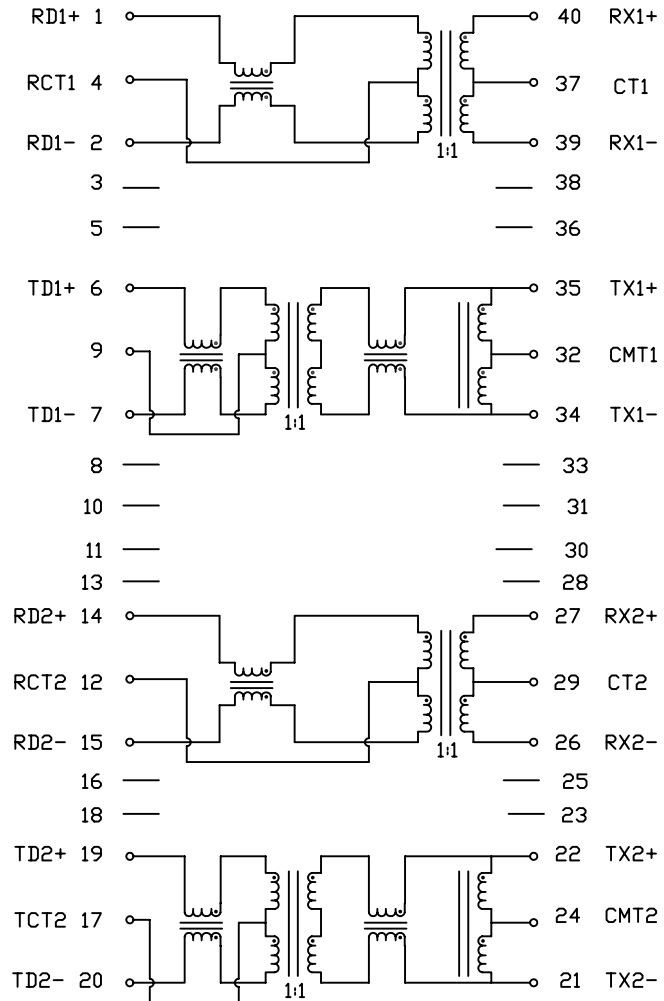 RD1+ 1 40 RX1+
RCT1 4 37 CT1
RD1- 2 39 RX1-
1:1
3 38
5 36
TD1+ 6 35 TX1+
9 32 CMT1
TD1- 7 34 TX1-
1:1
8 33
10 31
11 30
13 28
RD2+ 14 27 RX2+
RCT2 12 29 CT2
RD2- 15 26 RX2-
1:1
16 25
18 23
TD2+ 19 22 TX2+
TCT2 17 24 CMT2
TD2- 20 21 TX2-
1:1